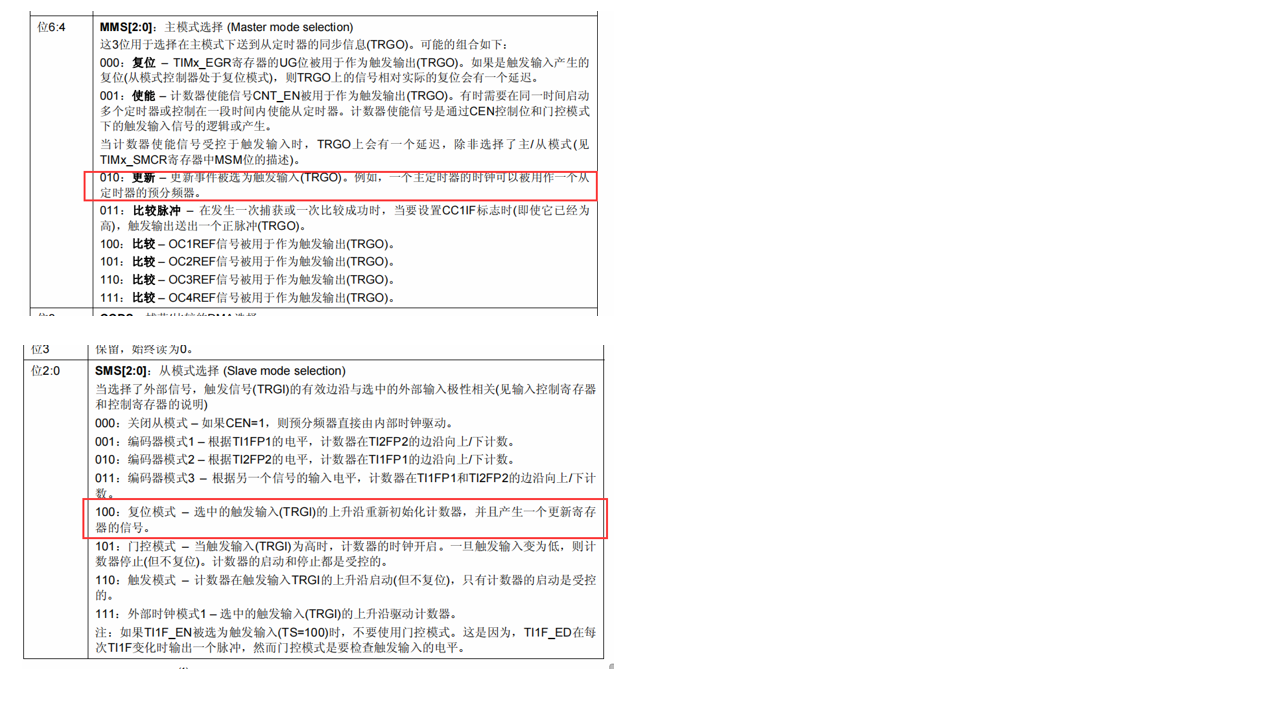 位6:4
MMS[2:0]：主模式选择 (Master mode selection)
这3位用于选择在主模式下送到从定时器的同步信息(TRGO)。可能的组合如下：
000：复位 – TIMx_EGR寄存器的UG位被用于作为触发输出(TRGO)。如果是触发输入产生的
复位(从模式控制器处于复位模式)，则TRGO上的信号相对实际的复位会有一个延迟。
001：使能 – 计数器使能信号CNT_EN被用于作为触发输出(TRGO)。有时需要在同一时间启动
多个定时器或控制在一段时间内使能从定时器。计数器使能信号是通过CEN控制位和门控模式
下的触发输入信号的逻辑或产生。
当计数器使能信号受控于触发输入时，TRGO上会有一个延迟，除非选择了主/从模式(见
TIMx_SMCR寄存器中MSM位的描述)。
010：更新 – 更新事件被选为触发输入(TRGO)。例如，一个主定时器的时钟可以被用作一个从
定时器的预分频器。
011：比较脉冲 – 在发生一次捕获或一次比较成功时，当要设置CC1IF标志时(即使它已经为
高)，触发输出送出一个正脉冲(TRGO)。
100：比较 – OC1REF信号被用于作为触发输出(TRGO)。
101：比较 – OC2REF信号被用于作为触发输出(TRGO)。
110：比较 – OC3REF信号被用于作为触发输出(TRGO)。
111：比较 – OC4REF信号被用于作为触发输出(TRGO)。
位3
保留，始终读为0。
位2:0
SMS[2:0]：从模式选择 (Slave mode selection)
当选择了外部信号，触发信号(TRGI)的有效边沿与选中的外部输入极性相关(见输入控制寄存器
和控制寄存器的说明)
000：关闭从模式 – 如果CEN=1，则预分频器直接由内部时钟驱动。
001：编码器模式1 – 根据TI1FP1的电平，计数器在TI2FP2的边沿向上/下计数。
010：编码器模式2 – 根据TI2FP2的电平，计数器在TI1FP1的边沿向上/下计数。
011：编码器模式3 – 根据另一个信号的输入电平，计数器在TI1FP1和TI2FP2的边沿向上/下计
数。
100：复位模式 – 选中的触发输入(TRGI)的上升沿重新初始化计数器，并且产生一个更新寄存
器的信号。
101：门控模式 – 当触发输入(TRGI)为高时，计数器的时钟开启。一旦触发输入变为低，则计
数器停止(但不复位)。计数器的启动和停止都是受控的。
110：触发模式 – 计数器在触发输入TRGI的上升沿启动(但不复位)，只有计数器的启动是受控
的。
111：外部时钟模式1 – 选中的触发输入(TRGI)的上升沿驱动计数器。
注：如果TI1F_EN被选为触发输入(TS=100)时，不要使用门控模式。这是因为，TI1F_ED在每
次TI1F变化时输出一个脉冲，然而门控模式是要检查触发输入的电平。